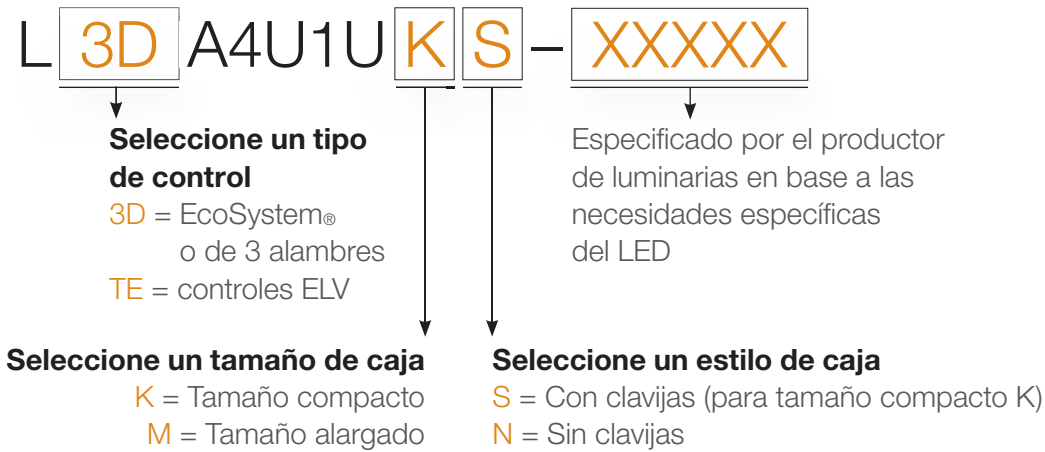 L 3D A4U1U K S – XXXXX
Seleccione un tipo
de control
3D = EcoSystem®
o de 3 alambres
TE = controles ELV
Especificado por el productor
de luminarias en base a las
necesidades específicas
del LED
Seleccione un tamaño de caja
K = Tamaño compacto
M = Tamaño alargado
Seleccione un estilo de caja
S = Con clavijas (para tamaño compacto K)
N = Sin clavijas